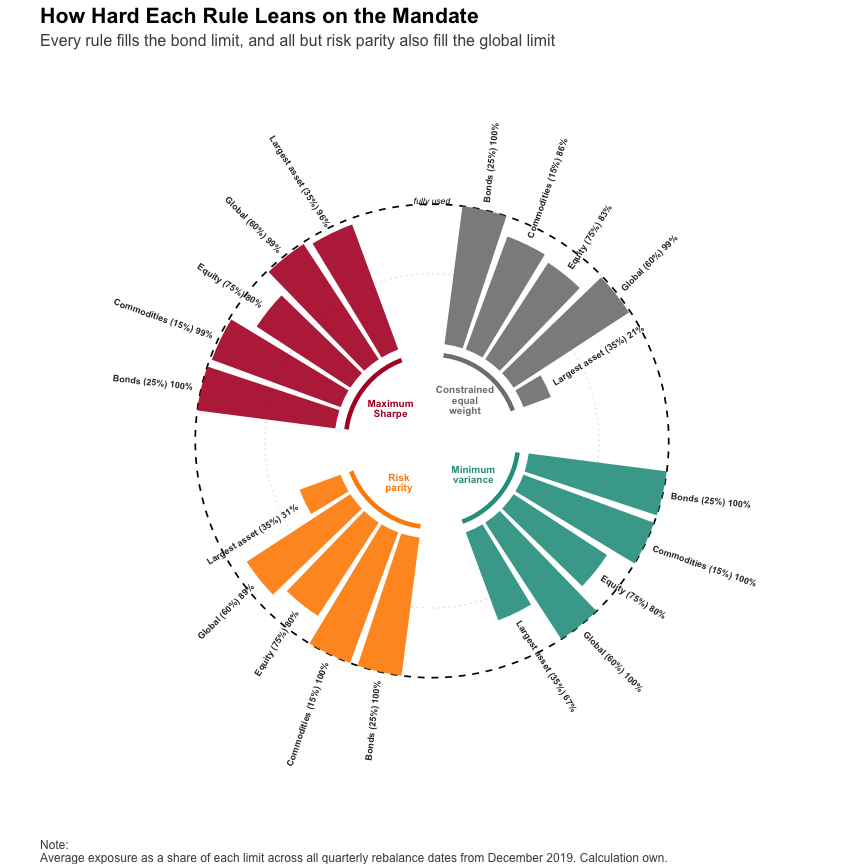 How Hard Each Rule Leans on the Mandate
Every rule fills the bond limit, and all but risk parity also fill the global limit
fully used
Bonds (25%) 100%
Commodities (15%) 86%
Equity (75%) 83%
Global (60%) 99%
Largest asset (35%) 21%
Constrained
equal
weight
Bonds (25%) 100%
Commodities (15%) 100%
Equity (75%) 80%
Global (60%) 100%
Largest asset (35%) 67%
Minimum
variance
Bonds (25%) 100%
Commodities (15%) 100%
Equity (75%) 80%
Global (60%) 89%
Largest asset (35%) 31%
Risk
parity
Bonds (25%) 100%
Commodities (15%) 99%
Equity (75%) 80%
Global (60%) 99%
Largest asset (35%) 96%
Maximum
Sharpe
Note:
Average exposure as a share of each limit across all quarterly rebalance dates from December 2019. Calculation own.